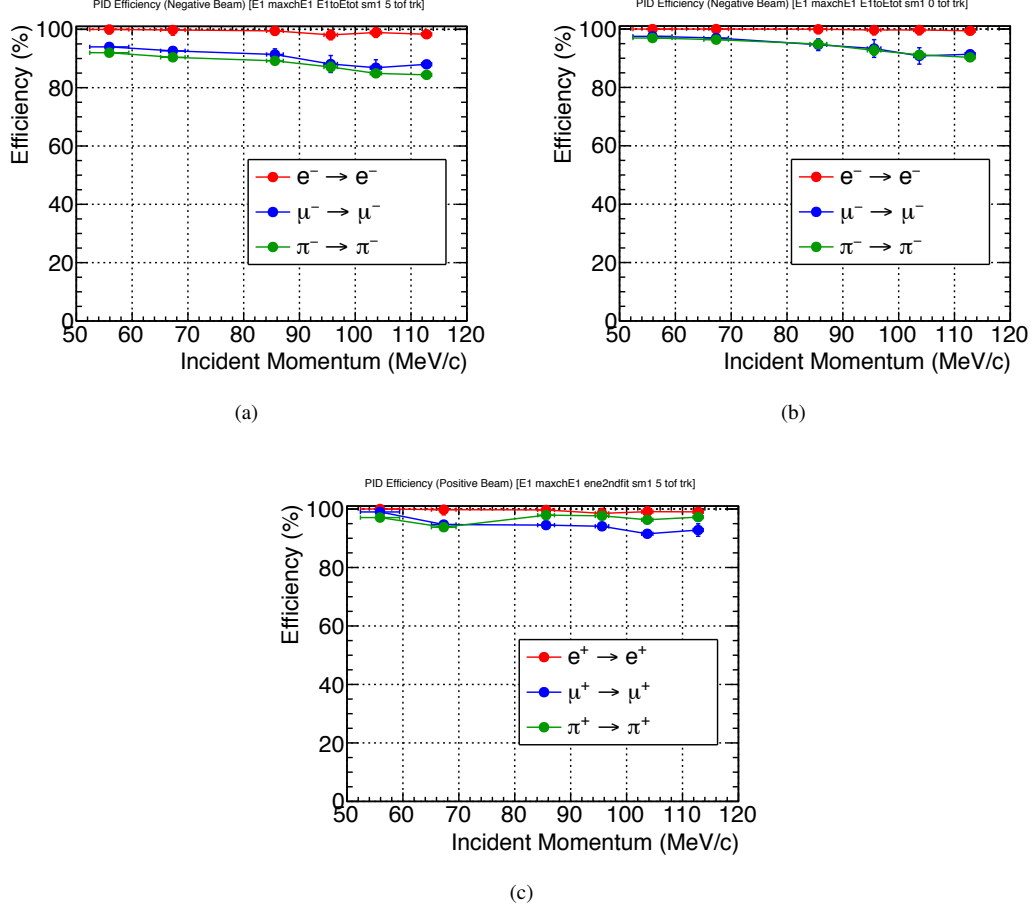 PID Efficiency (Negative Beam) [E1 maxchE1 E1toEtot sm1 5 tof trk]
Efficiency (%)
100
80
60
40
20
0
e⁻ → e⁻
μ⁻ → μ⁻
π⁻ → π⁻
50 60 70 80 90 100 110 120
Incident Momentum (MeV/c)
(a)
PID Efficiency (Negative Beam) [E1 maxchE1 E1toEtot sm1 0 tof trk]
Efficiency (%)
100
80
60
40
20
0
e⁻ → e⁻
μ⁻ → μ⁻
π⁻ → π⁻
50 60 70 80 90 100 110 120
Incident Momentum (MeV/c)
(b)
PID Efficiency (Positive Beam) [E1 maxchE1 ene2ndfit sm1 5 tof trk]
Efficiency (%)
100
80
60
40
20
0
e⁺ → e⁺
μ⁺ → μ⁺
π⁺ → π⁺
50 60 70 80 90 100 110 120
Incident Momentum (MeV/c)
(c)